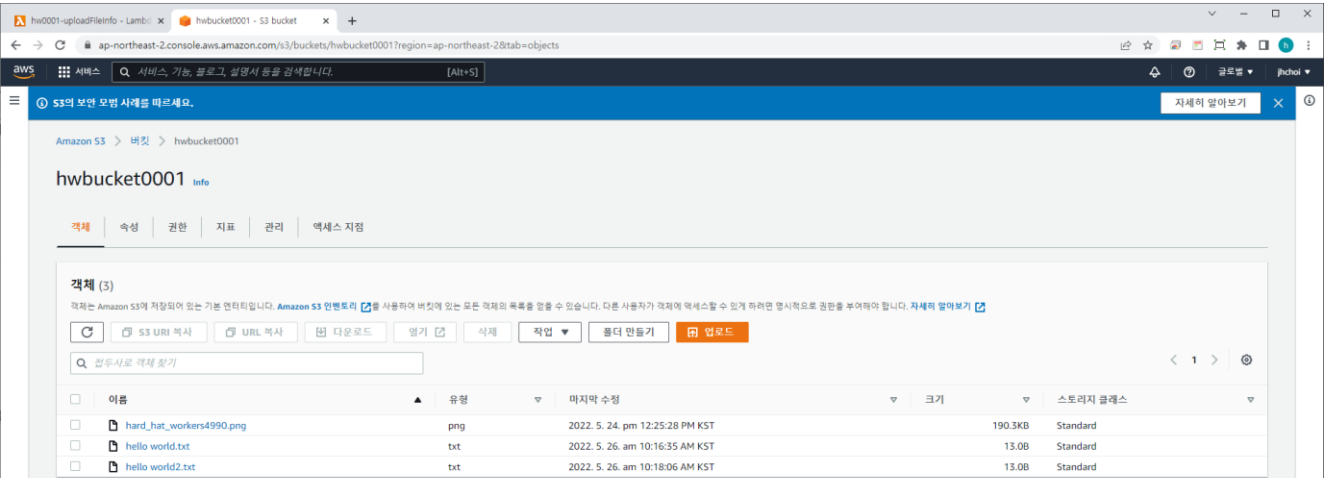 hw0001-uploadFileInfo - Lambd
hwbucket0001 - S3 bucket
ap-northeast-2.console.aws.amazon.com/s3/buckets/hwbucket0001?region=ap-northeast-2&tab=objects
h
aws 서비스 서비스, 기능, 블로그, 설명서 등을 검색합니다. [Alt+S] 글로벌 ▼ jhchoi ▼
S3의 보안 모범 사례를 따르세요. 자세히 알아보기
Amazon S3 > 버킷 > hwbucket0001
hwbucket0001 Info
객체 속성 권한 지표 관리 액세스 지점
객체 (3)
객체는 Amazon S3에 저장되어 있는 기본 엔터티입니다. Amazon S3 인벤토리를 사용하여 버킷에 있는 모든 객체의 목록을 얻을 수 있습니다. 다른 사용자가 객체에 액세스할 수 있게 하려면 명시적으로 권한을 부여해야 합니다. 자세히 알아보기
S3 URI 복사 URL 복사 다운로드 열기 삭제 작업 ▼ 폴더 만들기 업로드
접두사로 객체 찾기 < 1 >
이름 유형 마지막 수정 크기 스토리지 클래스
hard_hat_workers4990.png png 2022. 5. 24. pm 12:25:28 PM KST 190.3KB Standard
hello world.txt txt 2022. 5. 26. am 10:16:35 AM KST 13.0B Standard
hello world2.txt txt 2022. 5. 26. am 10:18:06 AM KST 13.0B Standard